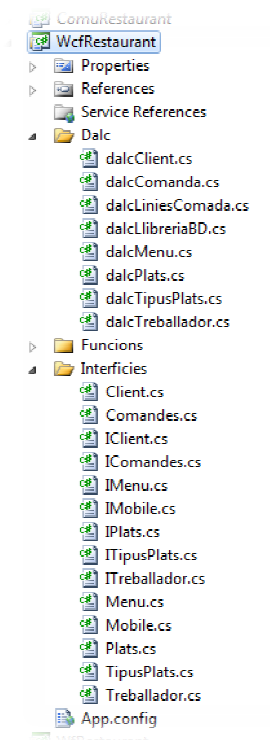 ComuRestaurant
WcfRestaurant
Properties
References
Service References
Dalc
dalcClient.cs
dalcComanda.cs
dalcLiniesComada.cs
dalcLlibreriaBD.cs
dalcMenu.cs
dalcPlats.cs
dalcTipusPlats.cs
dalcTreballador.cs
Funcions
Interficies
Client.cs
Comandes.cs
IClient.cs
IComandes.cs
IMenu.cs
IMobile.cs
IPlats.cs
ITipusPlats.cs
ITreballador.cs
Menu.cs
Mobile.cs
Plats.cs
TipusPlats.cs
Treballador.cs
App.config